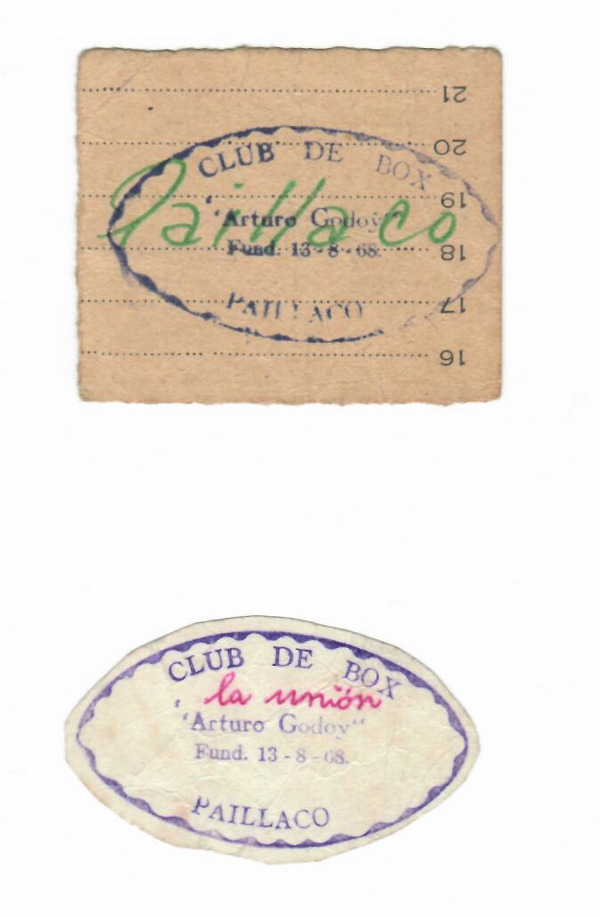 21
20
CLUB DE BOX
19
Paillaco
"Arturo Godoy"
18
Fund. 13-8-68.
17
PAILLACO
16
CLUB DE BOX
la unión
"Arturo Godoy"
Fund. 13-8-68.
PAILLACO